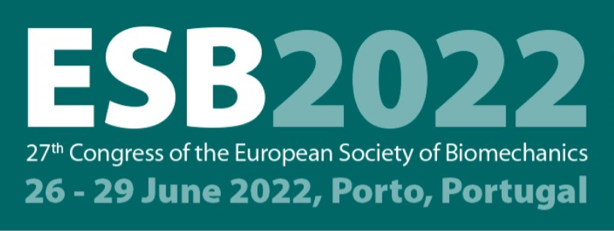 ESB2022
27th Congress of the European Society of Biomechanics
26 - 29 June 2022, Porto, Portugal